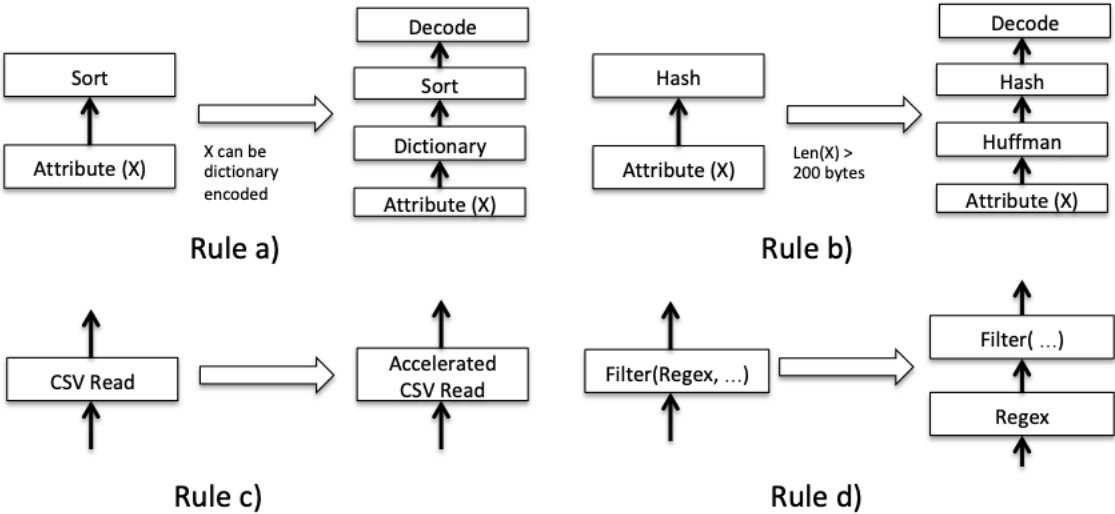 Sort
Attribute (X)
X can be
dictionary
encoded
Decode
Sort
Dictionary
Attribute (X)
Rule a)
Hash
Attribute (X)
Len(X) >
200 bytes
Decode
Hash
Huffman
Attribute (X)
Rule b)
CSV Read
Accelerated
CSV Read
Rule c)
Filter(Regex, …)
Filter( …)
Regex
Rule d)